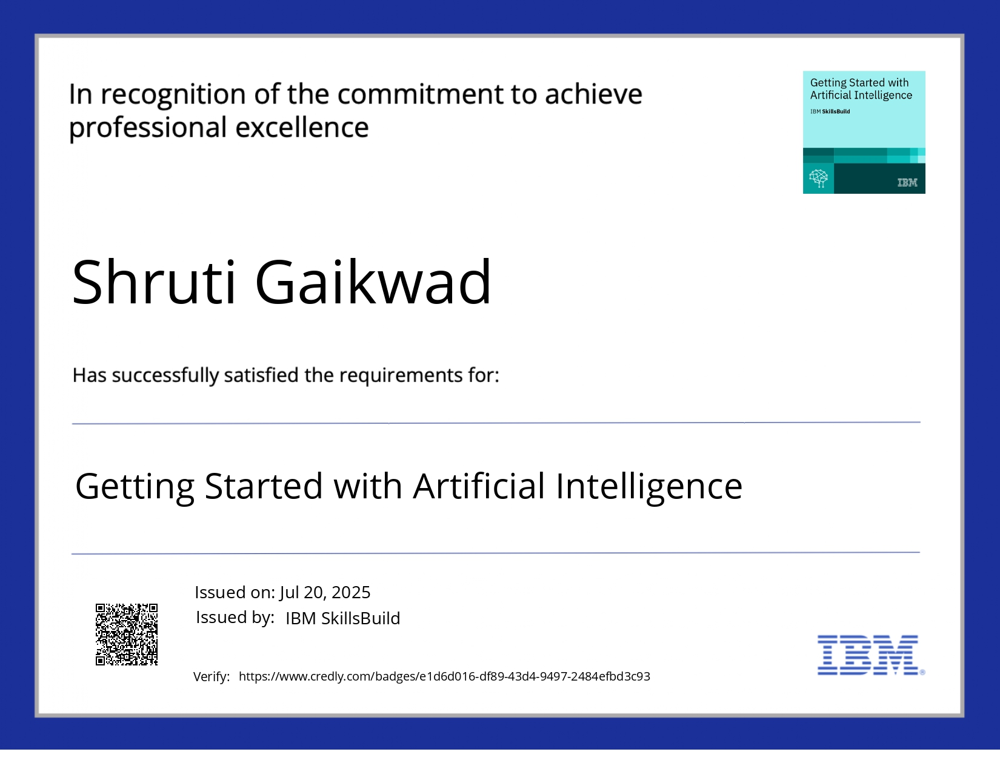 In recognition of the commitment to achieve
professional excellence
Getting Started with
Artificial Intelligence
IBM SkillsBuild
IBM
Shruti Gaikwad
Has successfully satisfied the requirements for:
Getting Started with Artificial Intelligence
Issued on: Jul 20, 2025
Issued by: IBM SkillsBuild
Verify: https://www.credly.com/badges/e1d6d016-df89-43d4-9497-2484efbd3c93
IBM®